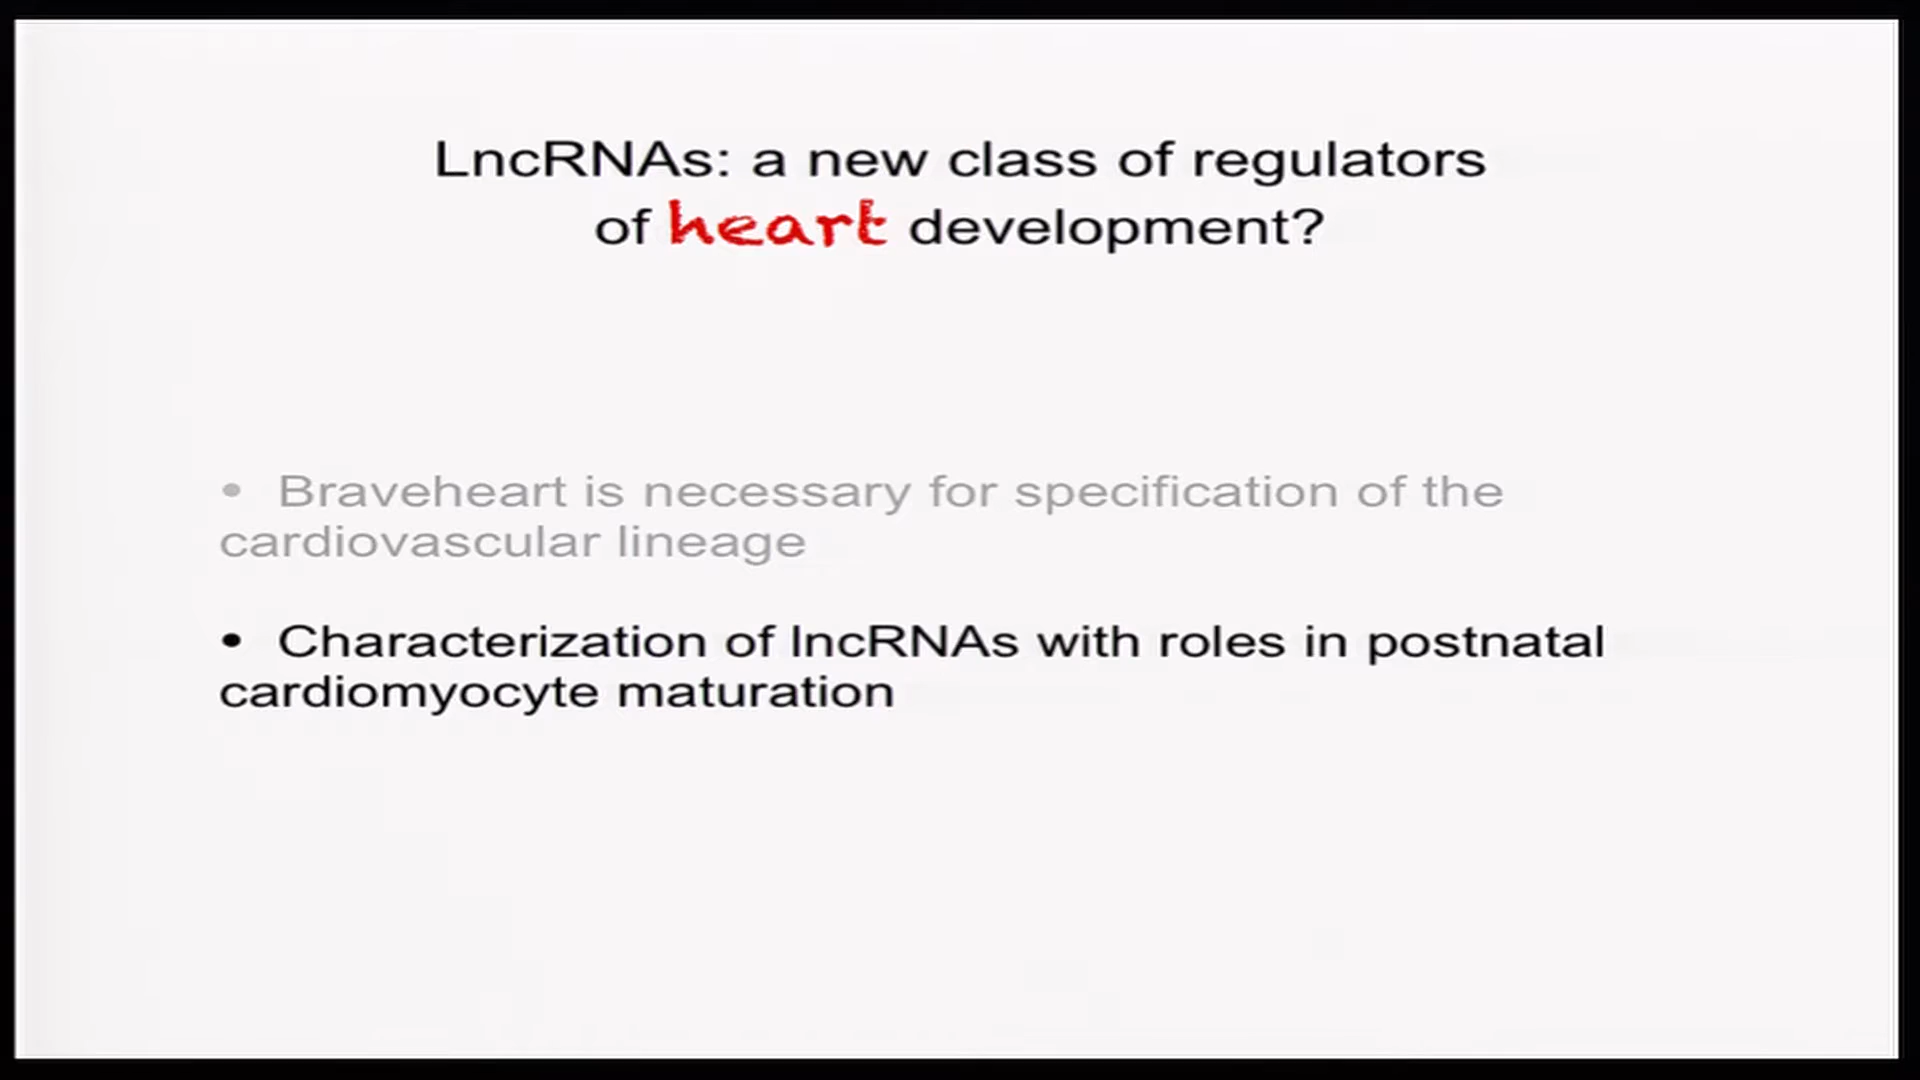 LncRNAs: a new class of regulators
of heart development?
• Braveheart is necessary for specification of the
cardiovascular lineage
• Characterization of lncRNAs with roles in postnatal
cardiomyocyte maturation